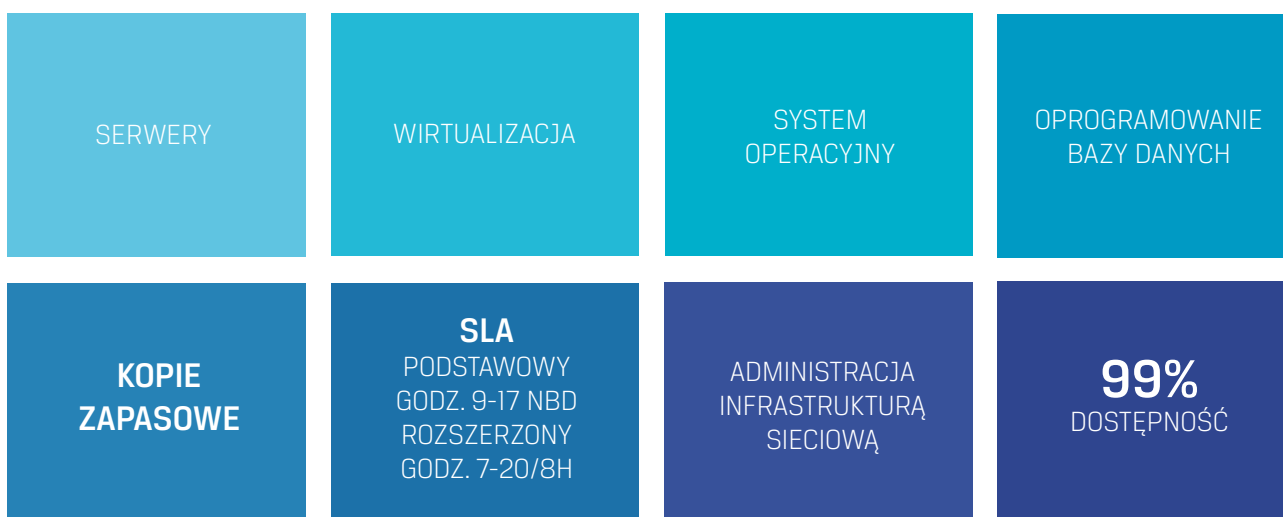 SERWERY
WIRTUALIZACJA
SYSTEM
OPERACYJNY
OPROGRAMOWANIE
BAZY DANYCH
KOPIE
ZAPASOWE
SLA
PODSTAWOWY
GODZ. 9-17 NBD
ROZSZERZONY
GODZ. 7-20/8H
ADMINISTRACJA
INFRASTRUKTURĄ
SIECIOWĄ
99%
DOSTĘPNOŚĆ